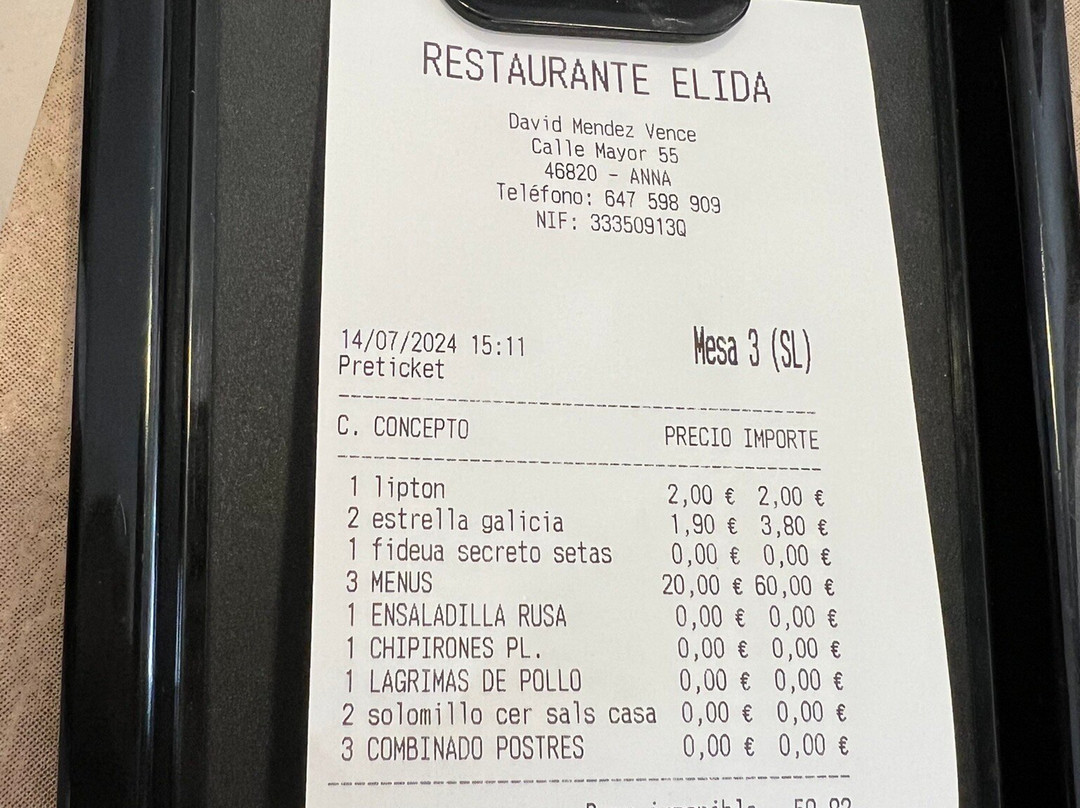 RESTAURANTE ELIDA
David Mendez Vence
Calle Mayor 55
46820 - ANNA
Teléfono: 647 598 909
NIF: 33350913Q
14/07/2024 15:11 Mesa 3 (SL)
Preticket
C. CONCEPTO PRECIO IMPORTE
1 lipton 2,00 € 2,00 €
2 estrella galicia 1,90 € 3,80 €
1 fideua secreto setas 0,00 € 0,00 €
3 MENUS 20,00 € 60,00 €
1 ENSALADILLA RUSA 0,00 € 0,00 €
1 CHIPIRONES PL. 0,00 € 0,00 €
1 LAGRIMAS DE POLLO 0,00 € 0,00 €
2 solomillo cer sals casa 0,00 € 0,00 €
3 COMBINADO POSTRES 0,00 € 0,00 €